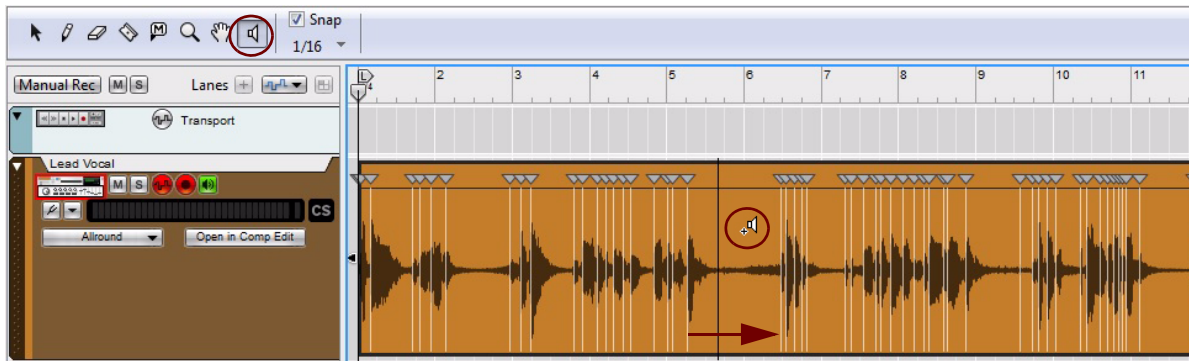 M
Snap
1/16
Manual Rec M S Lanes +
L 2 3 4 5 6 7 8 9 10 11
4
Transport
Lead Vocal
M S
CS
Allround Open in Comp Edit